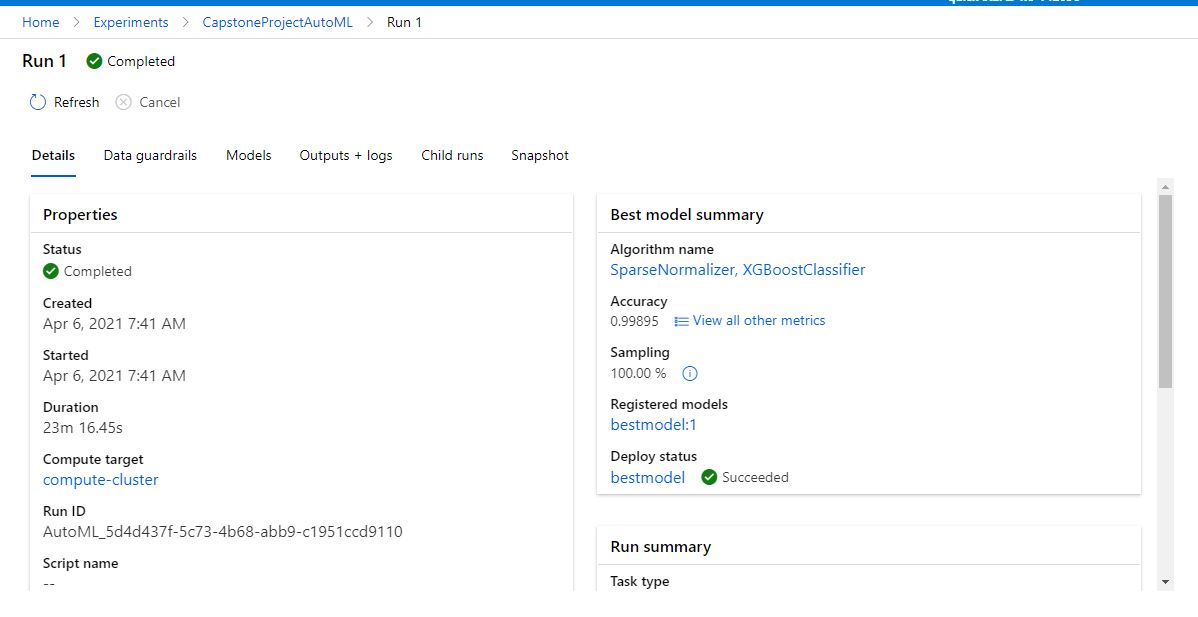 Home > Experiments > CapstoneProjectAutoML > Run 1
Run 1 Completed
Refresh Cancel
Details Data guardrails Models Outputs + logs Child runs Snapshot
Properties
Status
Completed
Created
Apr 6, 2021 7:41 AM
Started
Apr 6, 2021 7:41 AM
Duration
23m 16.45s
Compute target
compute-cluster
Run ID
AutoML_5d4d437f-5c73-4b68-abb9-c1951ccd9110
Script name
--
Best model summary
Algorithm name
SparseNormalizer, XGBoostClassifier
Accuracy
0.99895 View all other metrics
Sampling
100.00 %
Registered models
bestmodel:1
Deploy status
bestmodel Succeeded
Run summary
Task type